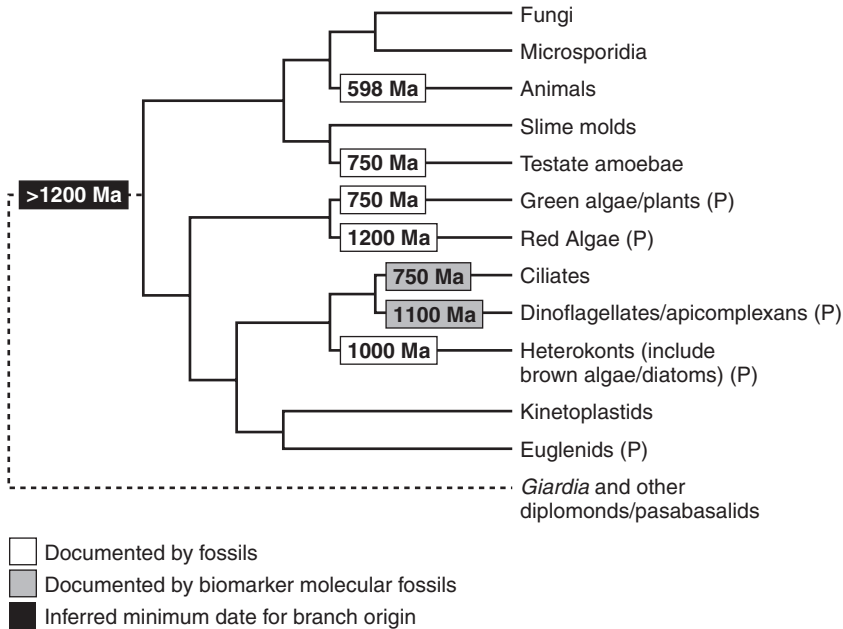 Fungi
Microsporidia
598 Ma
Animals
Slime molds
750 Ma
Testate amoebae
>1200 Ma
750 Ma
Green algae/plants (P)
1200 Ma
Red Algae (P)
750 Ma
Ciliates
1100 Ma
Dinoflagellates/apicomplexans (P)
1000 Ma
Heterokonts (include
brown algae/diatoms) (P)
Kinetoplastids
Euglenids (P)
Giardia and other
diplomonds/pasabasalids
Documented by fossils
Documented by biomarker molecular fossils
Inferred minimum date for branch origin